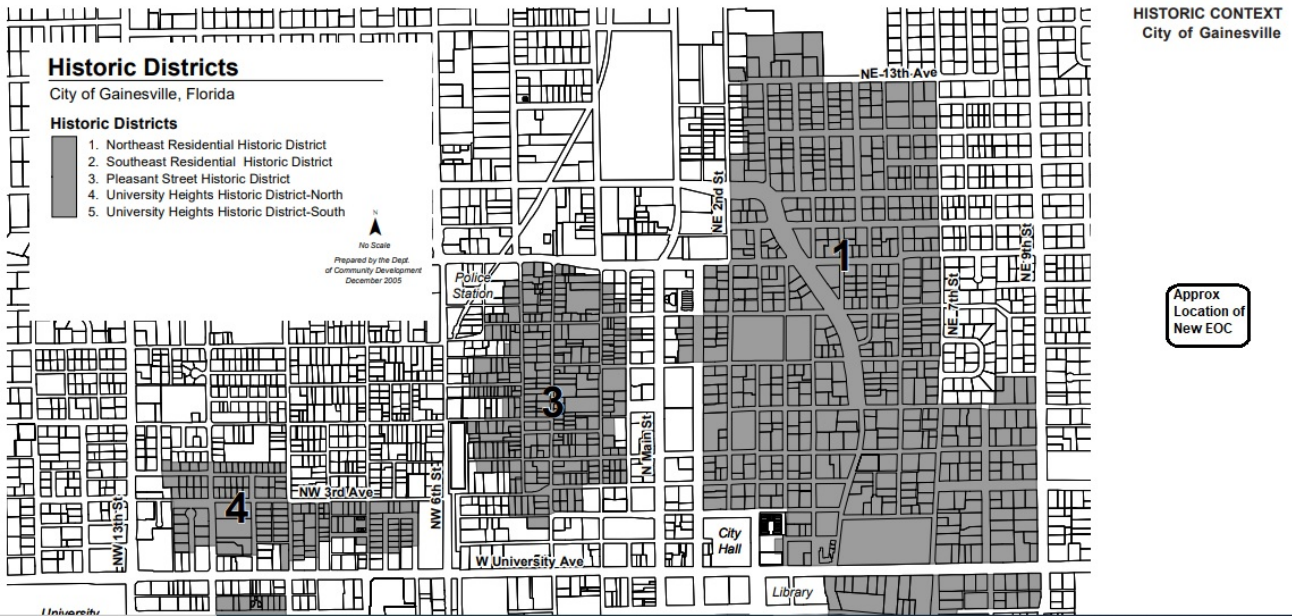 HISTORIC CONTEXT
City of Gainesville
Historic Districts
City of Gainesville, Florida
Historic Districts
1. Northeast Residential Historic District
2. Southeast Residential Historic District
3. Pleasant Street Historic District
4. University Heights Historic District-North
5. University Heights Historic District-South
N
No Scale
Prepared by the Dept.
of Community Development
December 2005
NE 13th Ave
NE 2nd St
1
NE 9th St
NE 7th St
Police
Station
Approx
Location of
New EOC
3
N Main St
NW 6th St
NW 3rd Ave
4
NW 13th St
W University Ave
City
Hall
Library
University